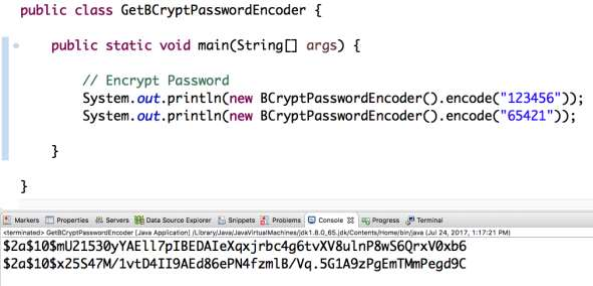 public class GetBCryptPasswordEncoder {
public static void main(String[] args) {
// Encrypt Password
System.out.println(new BCryptPasswordEncoder().encode("123456"));
System.out.println(new BCryptPasswordEncoder().encode("65421"));
}
}
Markers Properties Servers Data Source Explorer Snippets Problems Console Progress Terminal
<terminated> GetBCryptPasswordEncoder [Java Application] /Library/Java/JavaVirtualMachines/jdk1.8.0_65.jdk/Contents/Home/bin/java (Jul 24, 2017, 1:17:21 PM)
$2a$10$mU21530yYAEll7pIBEDAIeXqxjrbc4g6tvXV8ulnP8wS6QrxV0xb6
$2a$10$x25S47M/1vtD4II9AEd86ePN4fzmlB/Vq.5G1A9zPgEmTMmPegd9C